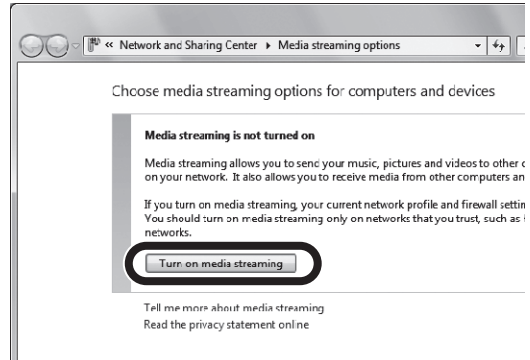 « Network and Sharing Center ▸ Media streaming options
Choose media streaming options for computers and devices
Media streaming is not turned on
Media streaming allows you to send your music, pictures and videos to other
on your network. It also allows you to receive media from other computers an
If you turn on media streaming, your current network profile and firewall settin
You should turn on media streaming only on networks that you trust, such as
networks.
Turn on media streaming
Tell me more about media streaming
Read the privacy statement online